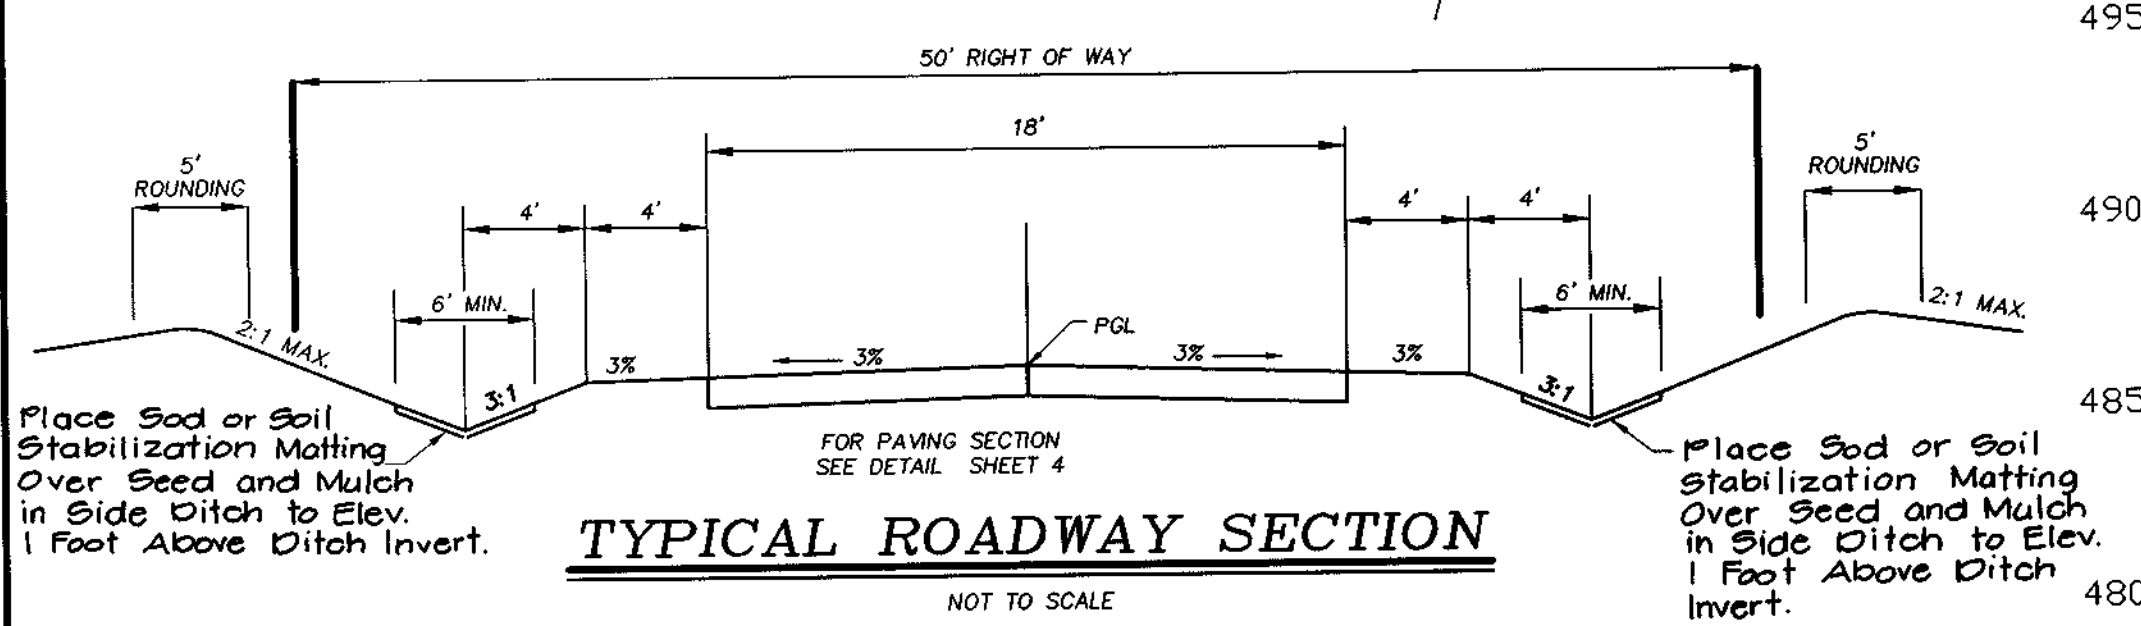 495
50' RIGHT OF WAY
18'
5'
ROUNDING
5'
ROUNDING
4'
4'
4'
4'
490
6' MIN.
6' MIN.
2:1 MAX.
2:1 MAX.
PGL
3%
3%
3%
3%
3:1
3:1
485
Place Sod or Soil
Stabilization Matting
Over Seed and Mulch
in Side Ditch to Elev.
1 Foot Above Ditch Invert.
FOR PAVING SECTION
SEE DETAIL SHEET 4
Place Sod or Soil
Stabilization Matting
Over Seed and Mulch
in Side Ditch to Elev.
1 Foot Above Ditch
Invert.
TYPICAL ROADWAY SECTION
NOT TO SCALE
480